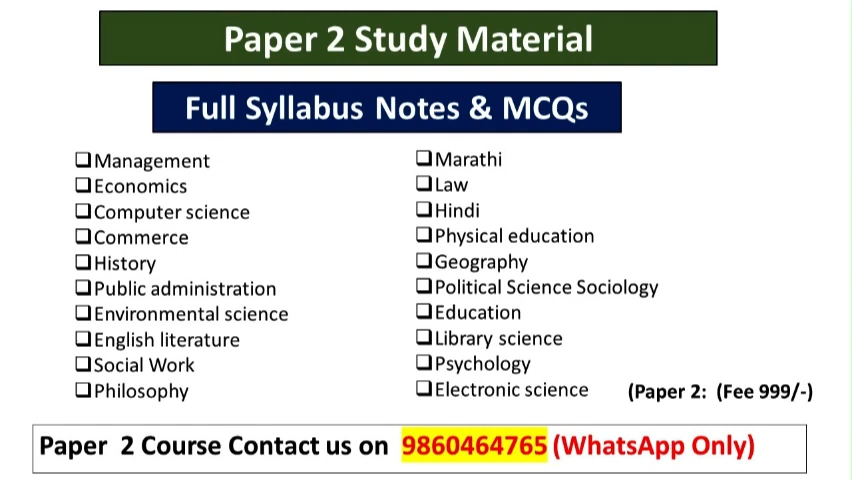 Paper 2 Study Material
Full Syllabus Notes & MCQs
Management
Economics
Computer science
Commerce
History
Public administration
Environmental science
English literature
Social Work
Philosophy
Marathi
Law
Hindi
Physical education
Geography
Political Science Sociology
Education
Library science
Psychology
Electronic science
(Paper 2: (Fee 999/-)
Paper 2 Course Contact us on 9860464765 (WhatsApp Only)